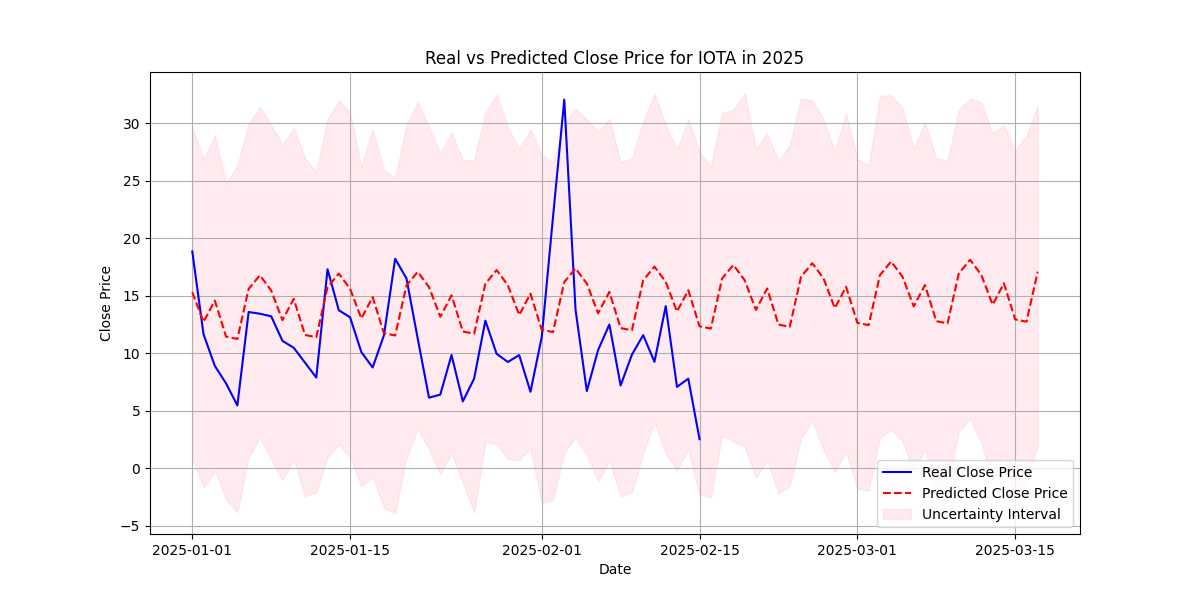 Real vs Predicted Close Price for IOTA in 2025
Close Price
30
25
20
15
10
5
0
−5
2025-01-01
2025-01-15
2025-02-01
2025-02-15
2025-03-01
2025-03-15
Date
Real Close Price
Predicted Close Price
Uncertainty Interval